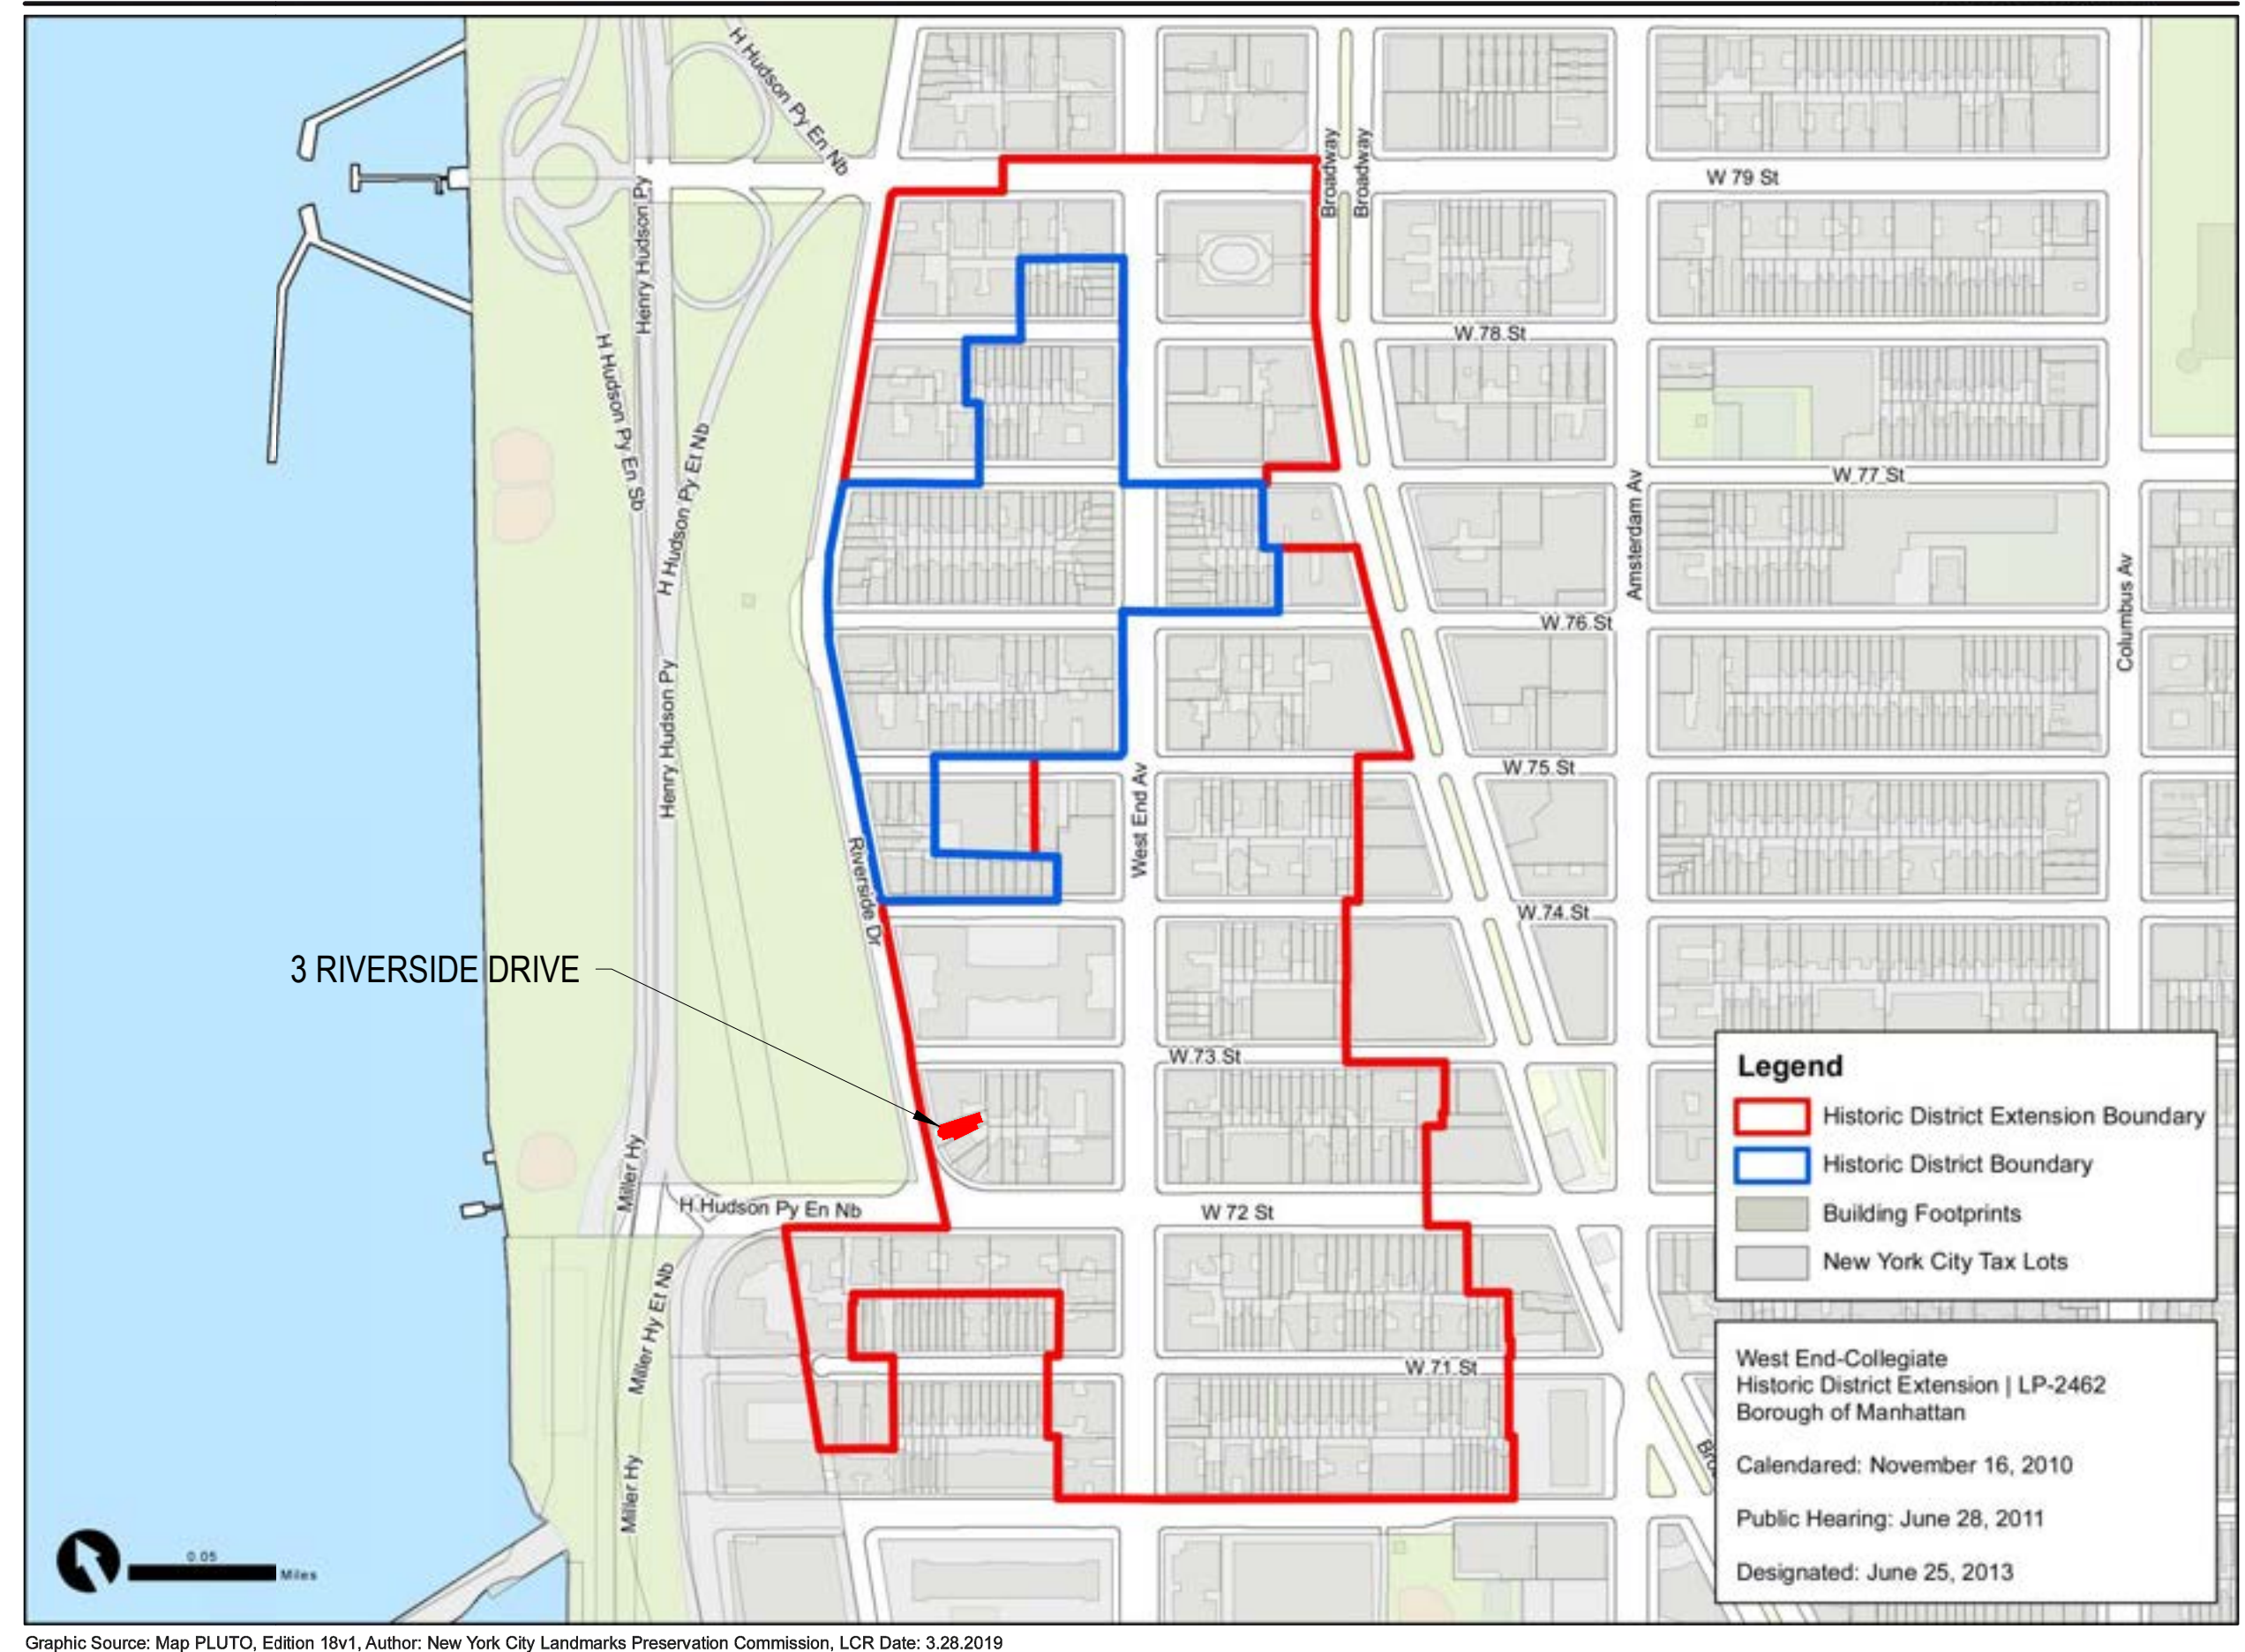 H Hudson Py En Nb
Broadway
Broadway
W 79 St
Henry Hudson Py
W 78 St
H Hudson Py En Sb
H Hudson Py Et Nb
W 77 St
Amsterdam Av
Columbus Av
W 76 St
Henry Hudson Py
W 75 St
West End Av
Riverside Dr
W 74 St
3 RIVERSIDE DRIVE
W 73 St
Miller Hy
H Hudson Py En Nb
W 72 St
Miller Hy Et Nb
W 71 St
Miller Hy
Legend
Historic District Extension Boundary
Historic District Boundary
Building Footprints
New York City Tax Lots
West End-Collegiate
Historic District Extension | LP-2462
Borough of Manhattan
Calendared: November 16, 2010
Public Hearing: June 28, 2011
Designated: June 25, 2013
0.05
Miles
Graphic Source: Map PLUTO, Edition 18v1, Author: New York City Landmarks Preservation Commission, LCR Date: 3.28.2019